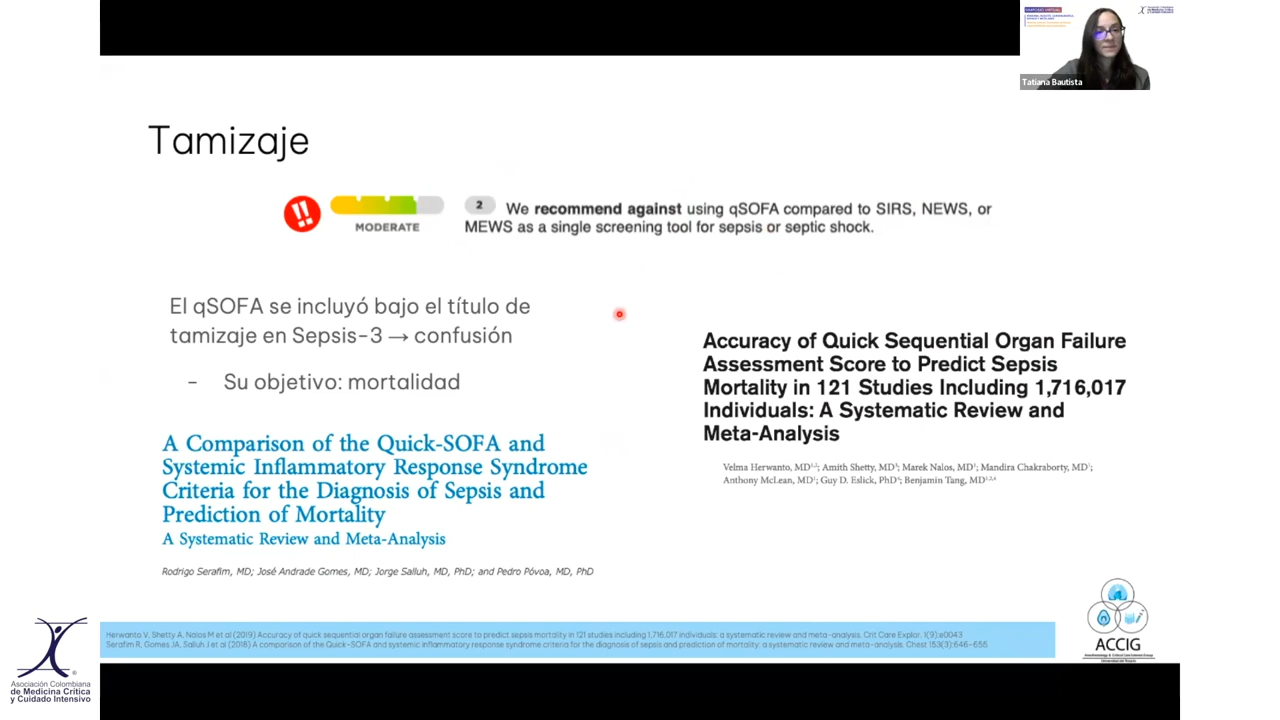 SIMPOSIO VIRTUAL
Asociación Colombiana
de Medicina Crítica
y Cuidado Intensivo
Tatiana Bautista
Tamizaje
MODERATE
2 We recommend against using qSOFA compared to SIRS, NEWS, or
MEWS as a single screening tool for sepsis or septic shock.
El qSOFA se incluyó bajo el título de
tamizaje en Sepsis-3 → confusión
- Su objetivo: mortalidad
A Comparison of the Quick-SOFA and
Systemic Inflammatory Response Syndrome
Criteria for the Diagnosis of Sepsis and
Prediction of Mortality
A Systematic Review and Meta-Analysis
Rodrigo Serafim, MD; José Andrade Gomes, MD; Jorge Salluh, MD, PhD; and Pedro Póvoa, MD, PhD
Accuracy of Quick Sequential Organ Failure
Assessment Score to Predict Sepsis
Mortality in 121 Studies Including 1,716,017
Individuals: A Systematic Review and
Meta-Analysis
Velma Herwanto, MD; Amith Shetty, MD; Marek Nalos, MD; Mandira Chakraborty, MD;
Anthony McLean, MD; Guy D. Eslick, PhD; Benjamin Tang, MD
Herwanto V, Shetty A, Nalos M et al (2019) Accuracy of quick sequential organ failure assessment score to predict sepsis mortality in 121 studies including 1,716,017 individuals: a systematic review and meta-analysis. Crit Care Explor. 1(9):e0043
Serafim R, Gomes JA, Salluh J et al (2018) A comparison of the Quick-SOFA and systemic inflammatory response syndrome criteria for the diagnosis of sepsis and prediction of mortality: a systematic review and meta-analysis. Chest 153(3):646-655
ACCIG
Asociación Colombiana
de Medicina Crítica
y Cuidado Intensivo